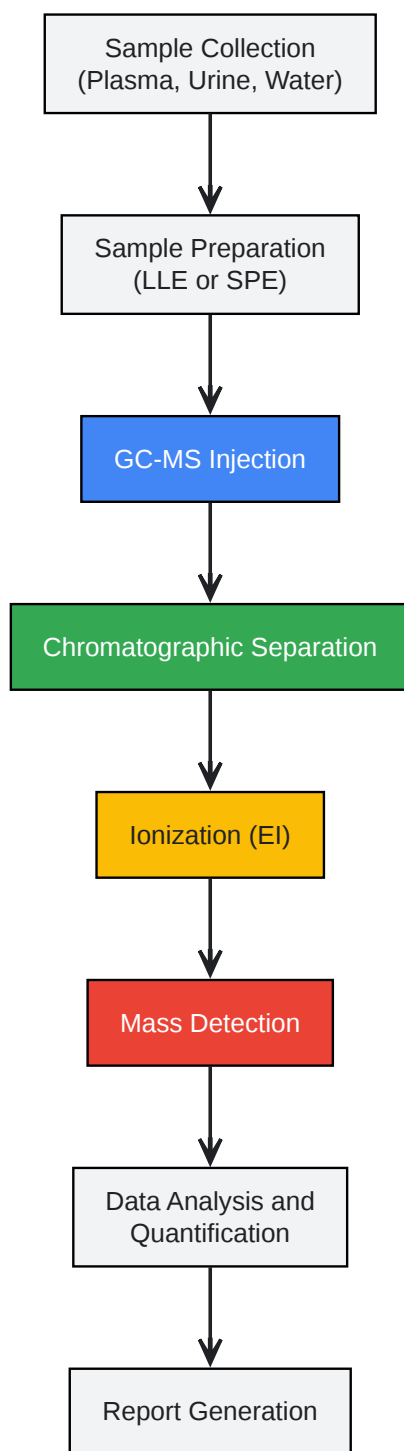 Sample Collection
(Plasma, Urine, Water)
Sample Preparation
(LLE or SPE)
GC-MS Injection
Chromatographic Separation
Ionization (EI)
Mass Detection
Data Analysis and
Quantification
Report Generation